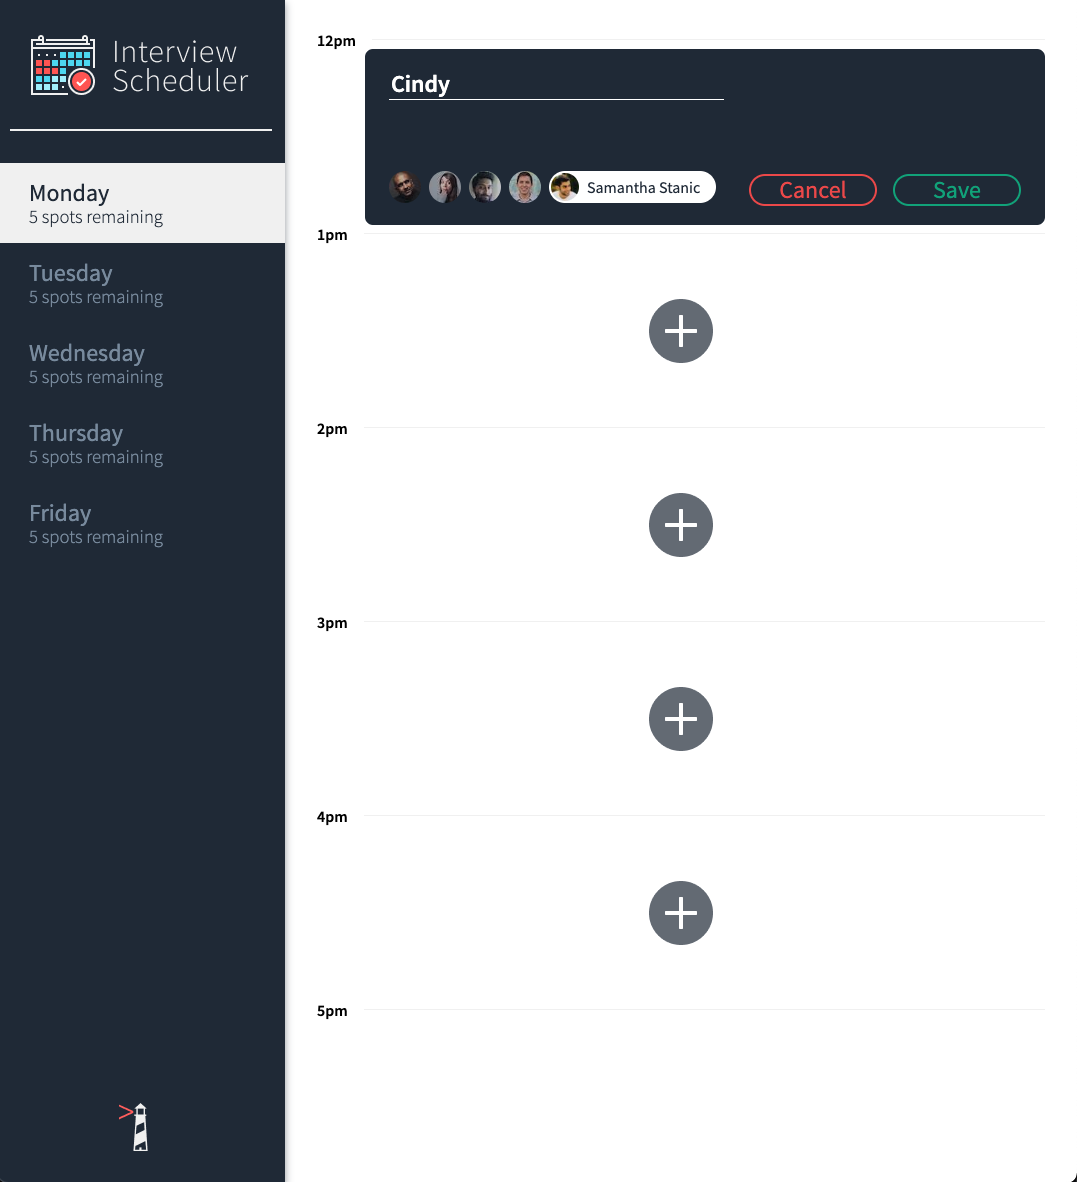 Interview
Scheduler
Monday
5 spots remaining
Tuesday
5 spots remaining
Wednesday
5 spots remaining
Thursday
5 spots remaining
Friday
5 spots remaining
12pm
Cindy
Samantha Stanic
Cancel
Save
1pm
2pm
3pm
4pm
5pm